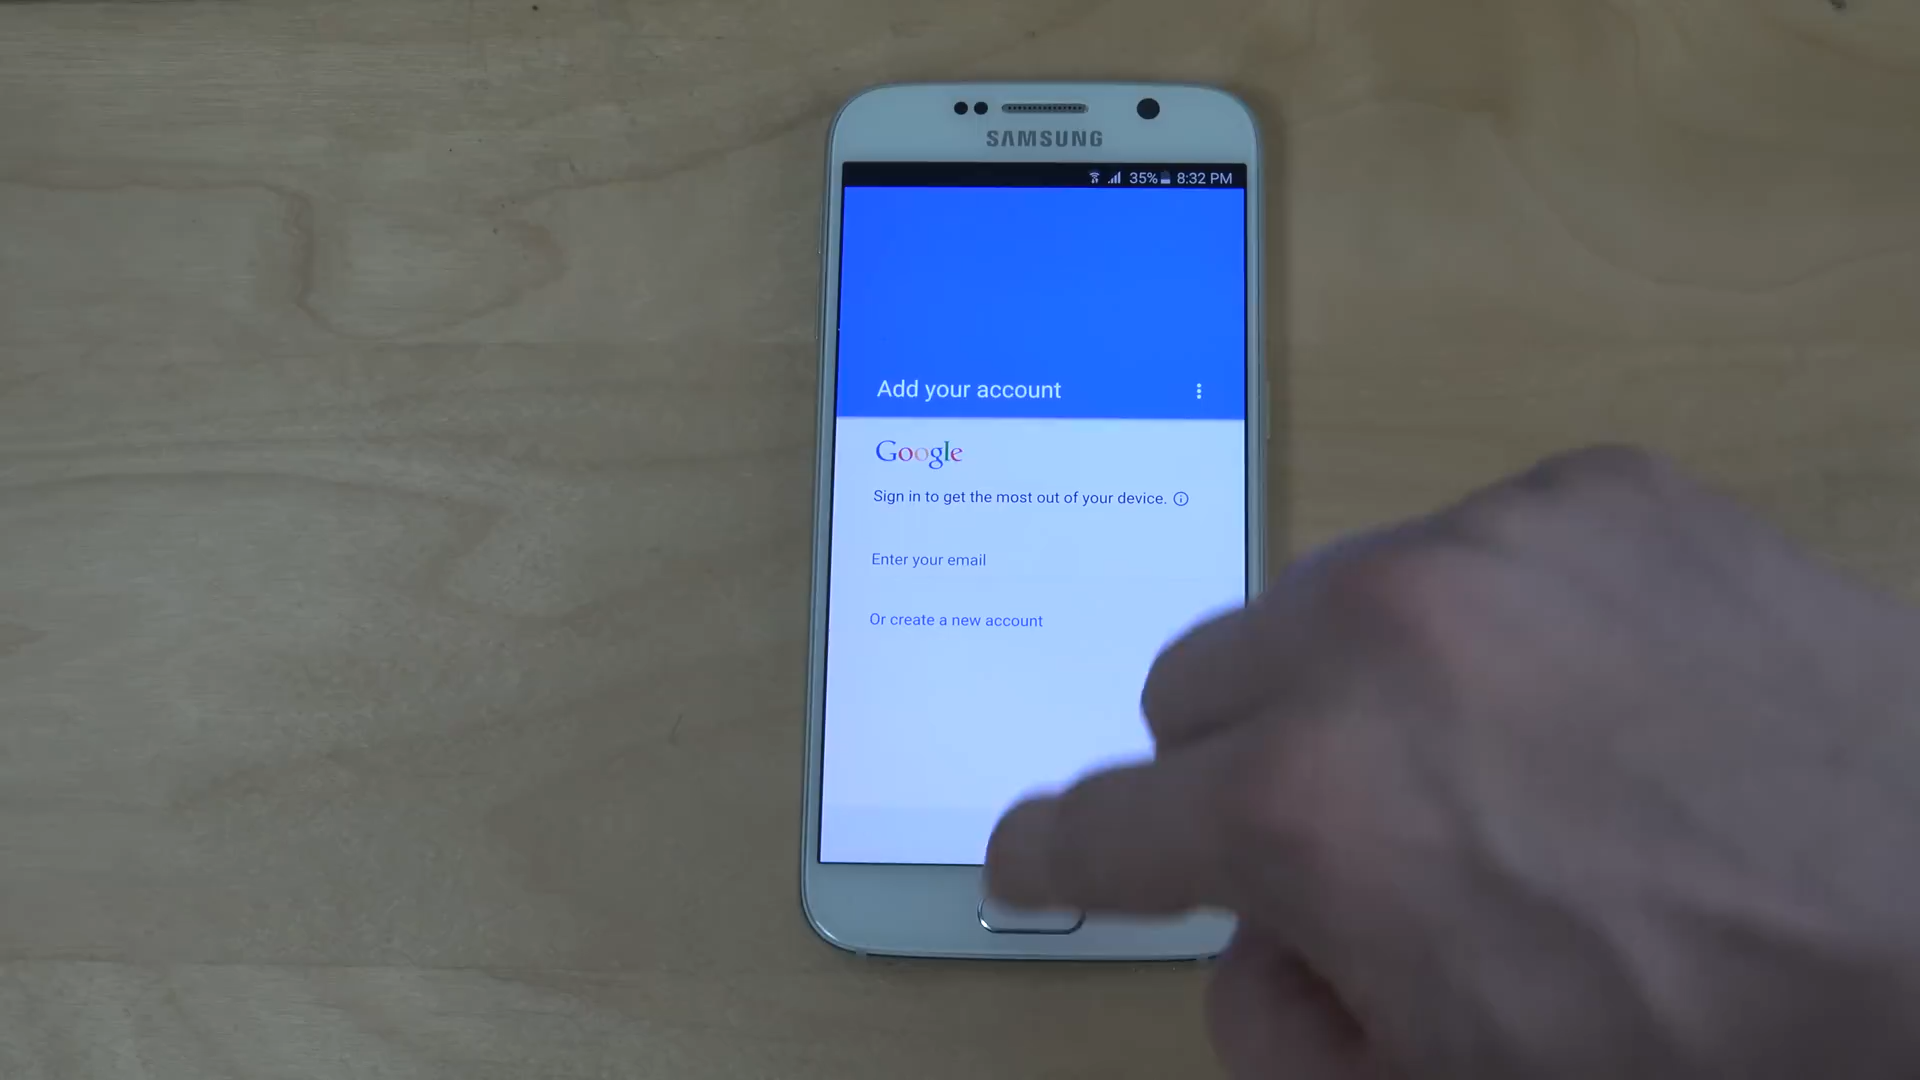 SAMSUNG
35% 8:32 PM
Add your account
Google
Sign in to get the most out of your device.
Enter your email
Or create a new account